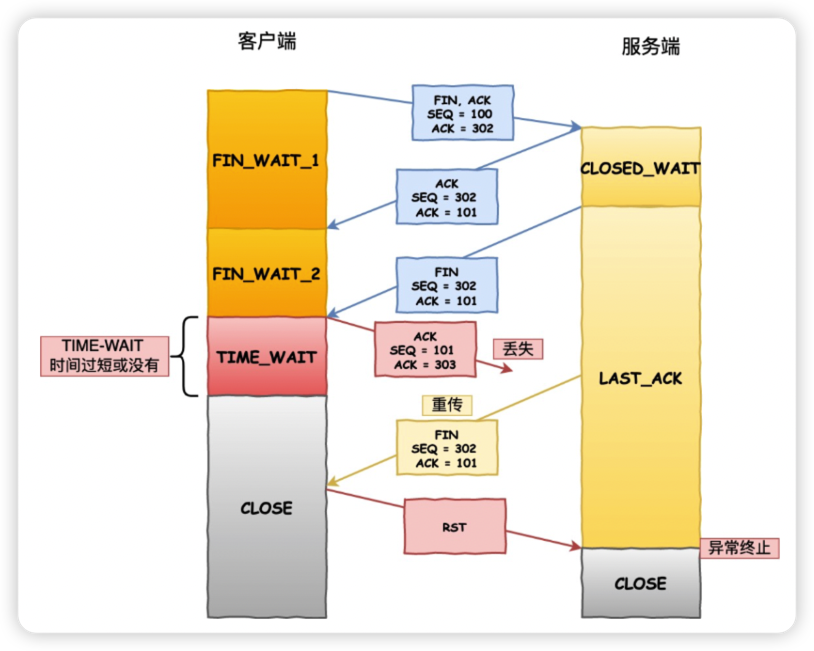 客户端
服务端
FIN, ACK
SEQ = 100
ACK = 302
FIN_WAIT_1
CLOSED_WAIT
ACK
SEQ = 302
ACK = 101
FIN_WAIT_2
FIN
SEQ = 302
ACK = 101
TIME-WAIT
时间过短或没有
TIME_WAIT
ACK
SEQ = 101
ACK = 303
丢失
LAST_ACK
重传
FIN
SEQ = 302
ACK = 101
CLOSE
RST
异常终止
CLOSE